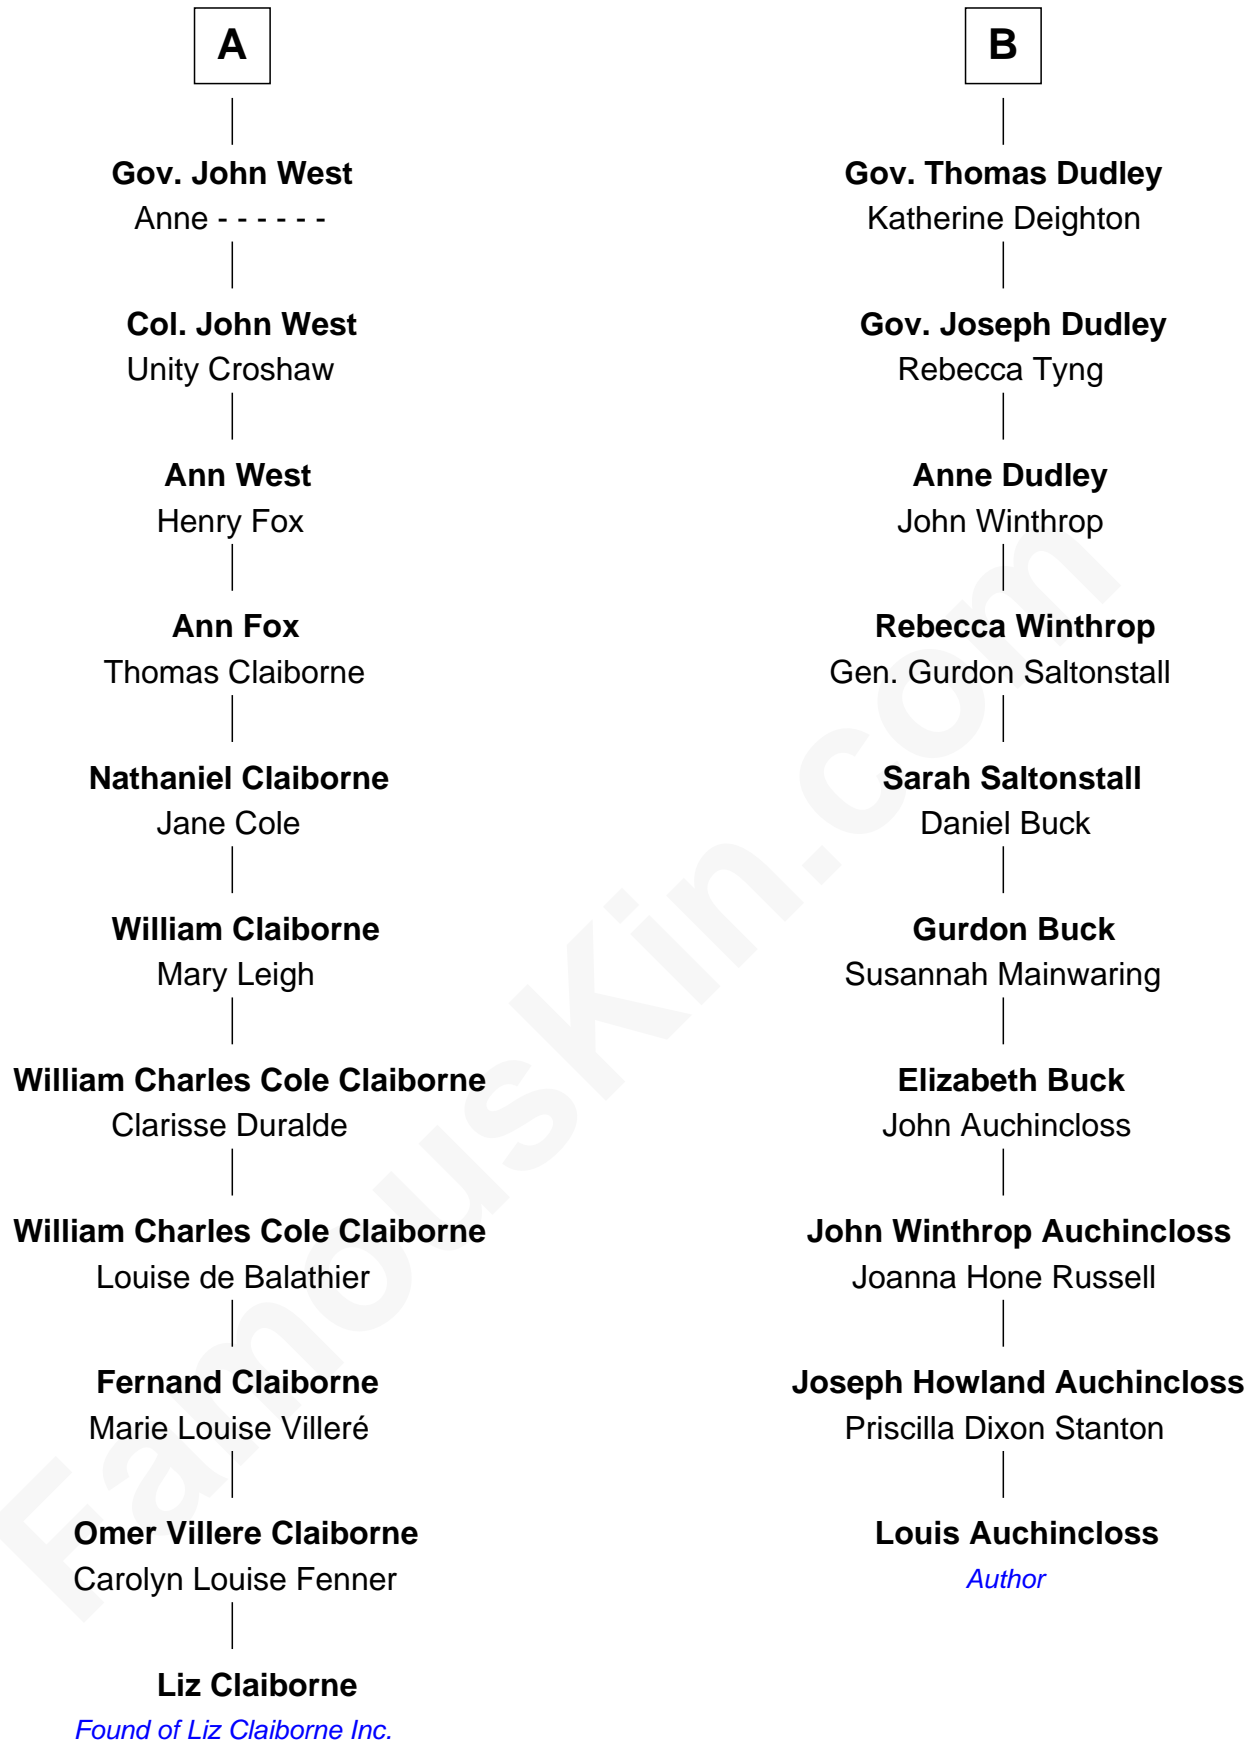 A
Gov. John West
Anne - - - - - -
Col. John West
Unity Croshaw
Ann West
Henry Fox
Ann Fox
Thomas Claiborne
Nathaniel Claiborne
Jane Cole
William Claiborne
Mary Leigh
William Charles Cole Claiborne
Clarisse Duralde
William Charles Cole Claiborne
Louise de Balathier
Fernand Claiborne
Marie Louise Villeré
Omer Villere Claiborne
Carolyn Louise Fenner
Liz Claiborne
Found of Liz Claiborne Inc.
B
Gov. Thomas Dudley
Katherine Deighton
Gov. Joseph Dudley
Rebecca Tyng
Anne Dudley
John Winthrop
Rebecca Winthrop
Gen. Gurdon Saltonstall
Sarah Saltonstall
Daniel Buck
Gurdon Buck
Susannah Mainwaring
Elizabeth Buck
John Auchincloss
John Winthrop Auchincloss
Joanna Hone Russell
Joseph Howland Auchincloss
Priscilla Dixon Stanton
Louis Auchincloss
Author
FamousKin.com